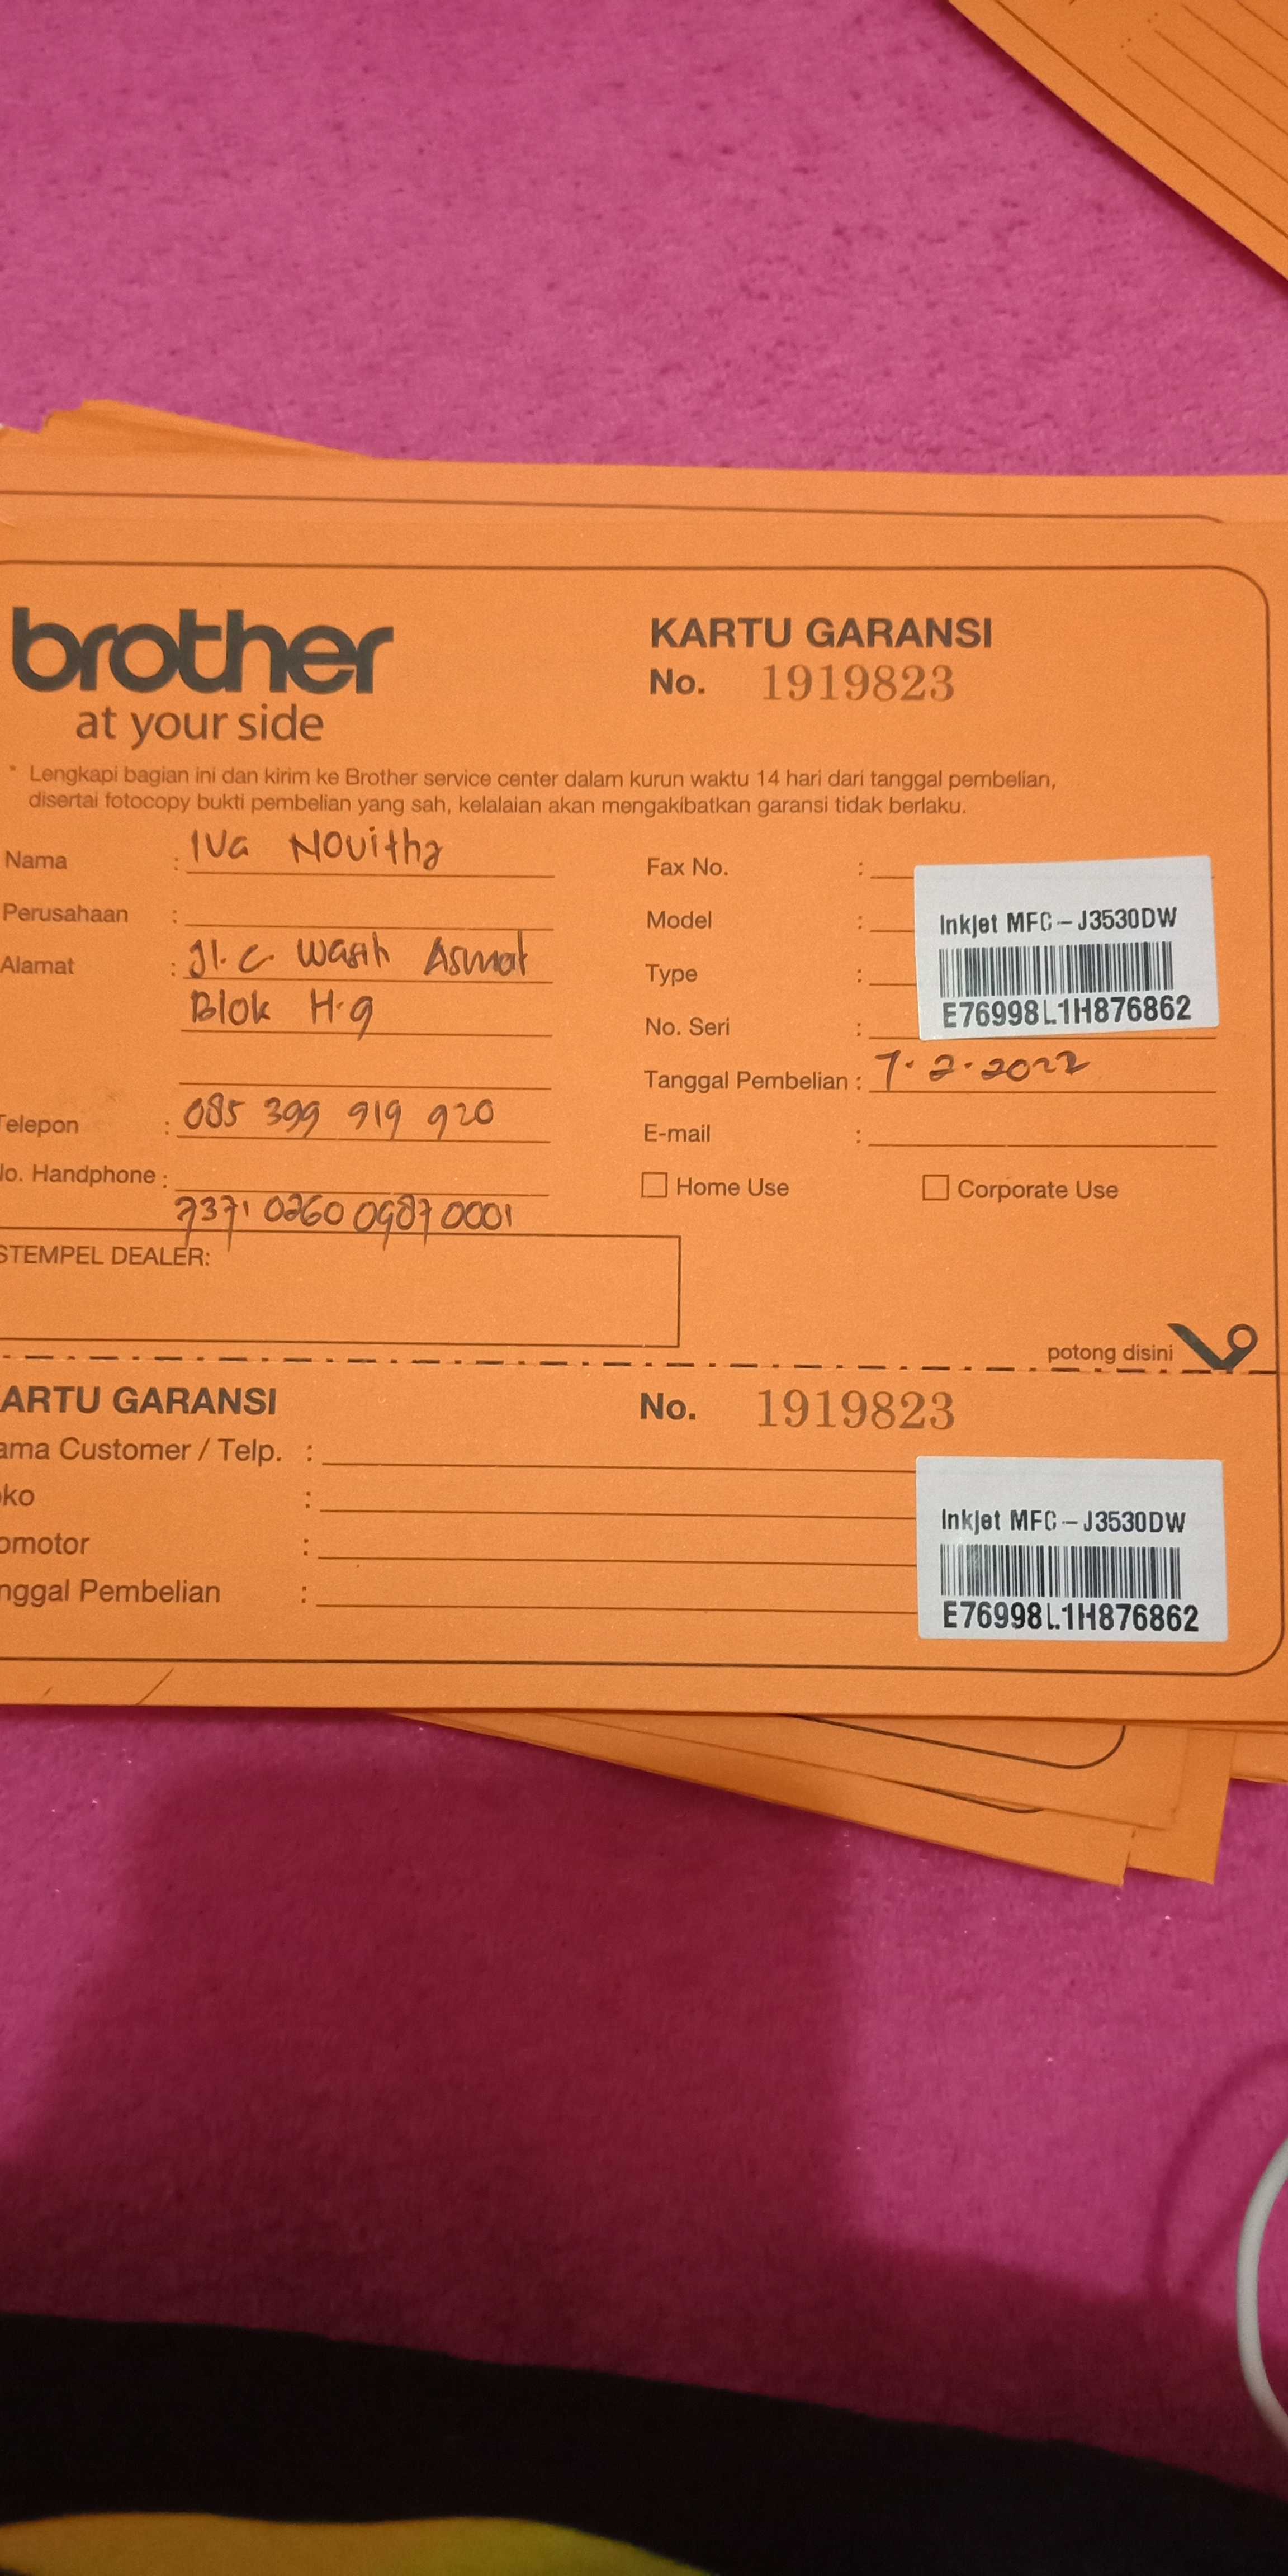 brother
at your side
KARTU GARANSI
No. 1919823
* Lengkapi bagian ini dan kirim ke Brother service center dalam kurun waktu 14 hari dari tanggal pembelian,
disertai fotocopy bukti pembelian yang sah, kelalaian akan mengakibatkan garansi tidak berlaku.
Nama : Iva Novitha
Perusahaan :
Alamat : Jl. C. Wasih Asmat
Blok H.9
Telepon : 085 399 919 920
No. Handphone :
7371 0260 0987 0001
STEMPEL DEALER:
Fax No. :
Model :
Type :
No. Seri :
Inkjet MFC-J3530DW
E76998L1H876862
Tanggal Pembelian : 7.2.2022
E-mail :
Home Use
Corporate Use
potong disini
ARTU GARANSI
No. 1919823
ama Customer / Telp. :
oko :
omotor :
nggal Pembelian :
Inkjet MFC-J3530DW
E76998L1H876862